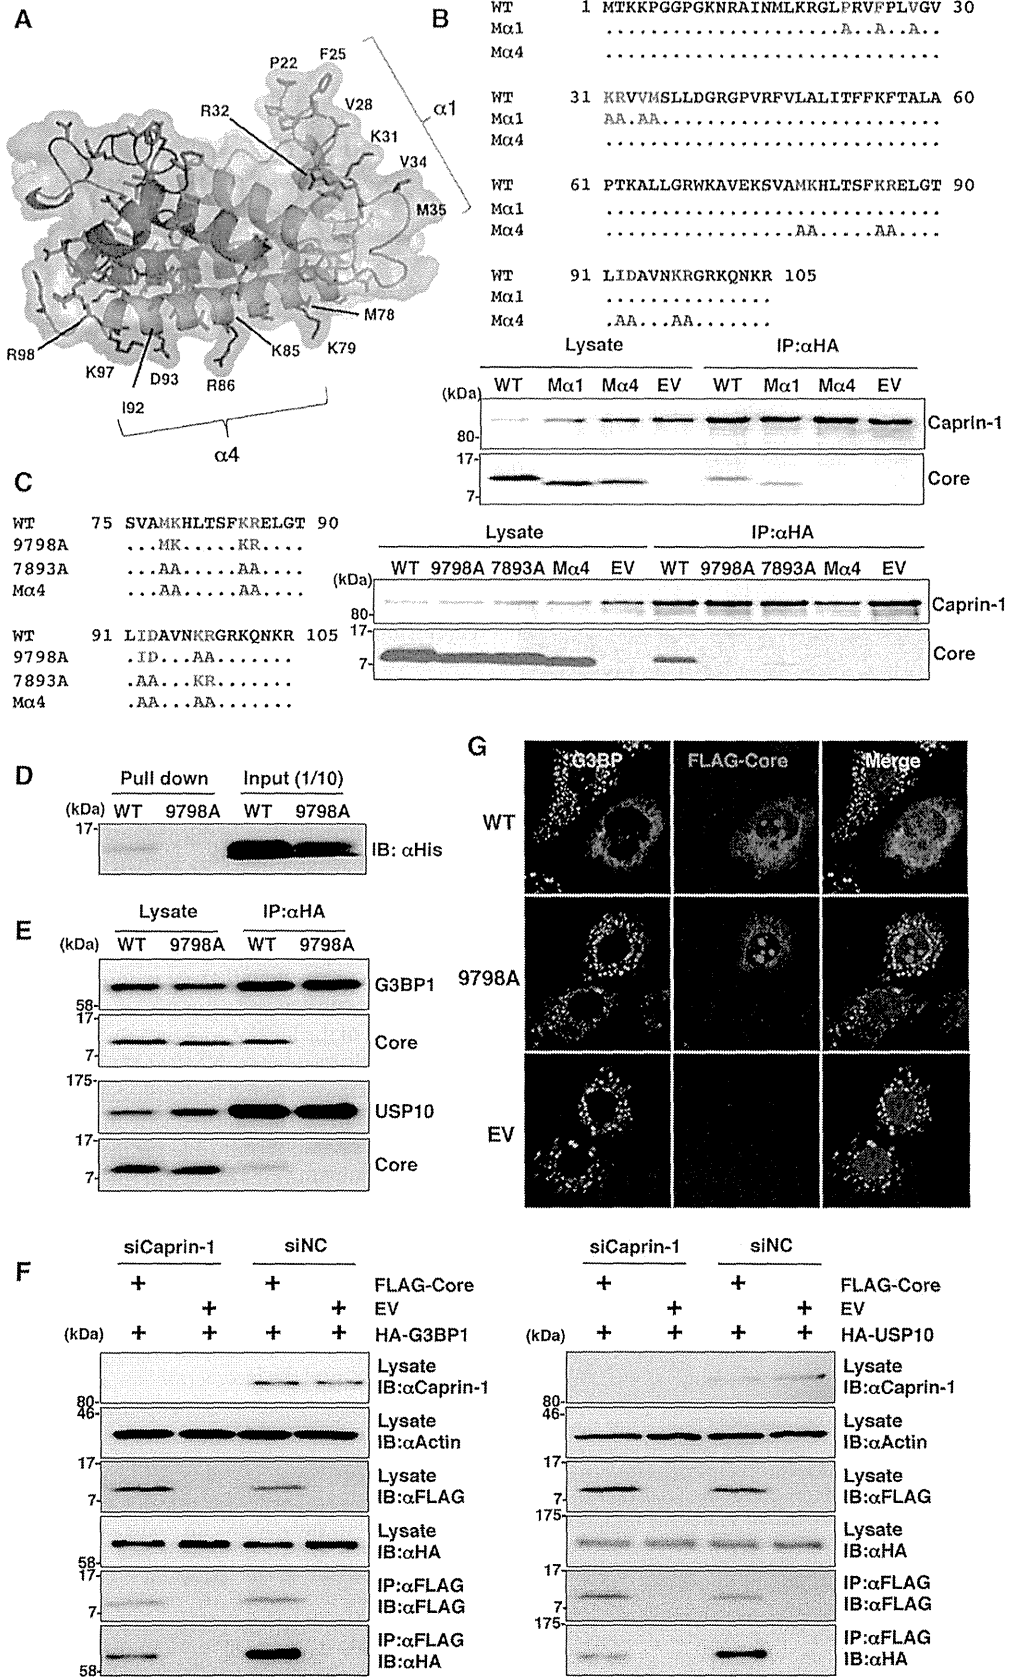 A
P22
F25
R32
V28
α1
K31
V34
M35
M78
R98
K79
K85
K97
D93
R86
I92
α4
B
WT 1 MTKKPGGPGKNRAINMLKRGLPRVFPLVGV 30
Mα1 .....................A..A..A..
Mα4 ..............................
WT 31 KRVVMSLLDGRGPVRFVLALITFFKFTALA 60
Mα1 AA.AA.........................
Mα4 ..............................
WT 61 PTKALLGRWKAVEKSVAMKHLTSFKRELGT 90
Mα1 ..............................
Mα4 .................AA.....AA....
WT 91 LIDAVNKRGRKQNKR 105
Mα1 ...............
Mα4 .AA...AA.......
Lysate IP:αHA
WT Mα1 Mα4 EV WT Mα1 Mα4 EV
(kDa)
80-
Caprin-1
17-
7-
Core
C
WT 75 SVAMKHLTSFKRELGT 90
9798A ...MK.....KR....
7893A ...AA.....AA....
Mα4 ...AA.....AA....
WT 91 LIDAVNKRGRKQNKR 105
9798A .ID...AA.......
7893A .AA...KR.......
Mα4 .AA...AA.......
Lysate IP:αHA
WT 9798A 7893A Mα4 EV WT 9798A 7893A Mα4 EV
(kDa)
80-
Caprin-1
17-
7-
Core
D
Pull down Input (1/10)
(kDa) WT 9798A WT 9798A
17-
IB: αHis
E
Lysate IP:αHA
(kDa) WT 9798A WT 9798A
G3BP1
58-
17-
Core
7-
175-
USP10
17-
Core
7-
G
G3BP FLAG-Core Merge
WT
9798A
EV
F
siCaprin-1 siNC
+ + FLAG-Core
+ + EV
(kDa) + + + + HA-G3BP1
Lysate
IB:αCaprin-1
80-
46-
Lysate
IB:αActin
17-
Lysate
IB:αFLAG
7-
Lysate
IB:αHA
58-
17-
IP:αFLAG
IB:αFLAG
7-
IP:αFLAG
IB:αHA
58-
siCaprin-1 siNC
+ + FLAG-Core
+ + EV
(kDa) + + + + HA-USP10
Lysate
IB:αCaprin-1
80-
46-
Lysate
IB:αActin
17-
Lysate
IB:αFLAG
7-
175-
Lysate
IB:αHA
17-
IP:αFLAG
IB:αFLAG
7-
175-
IP:αFLAG
IB:αHA